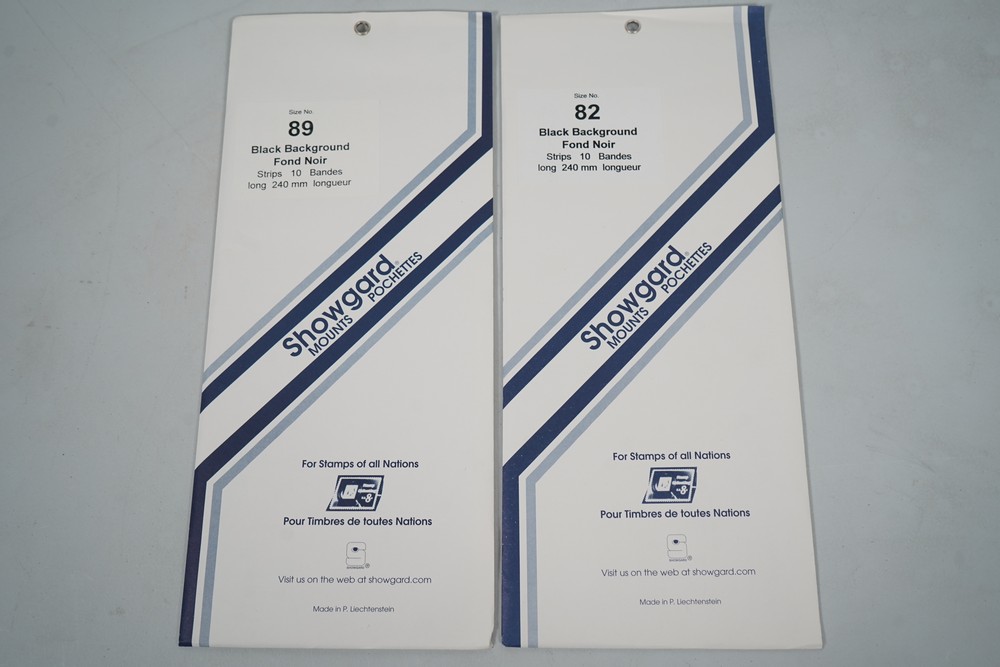 Size No.
89
Black Background
Fond Noir
Strips 10 Bandes
long 240 mm longueur
Showgard®
MOUNTS POCHETTES
For Stamps of all Nations
Pour Timbres de toutes Nations
Visit us on the web at showgard.com
Made in P. Liechtenstein
Size No.
82
Black Background
Fond Noir
Strips 10 Bandes
long 240 mm longueur
Showgard®
MOUNTS POCHETTES
For Stamps of all Nations
Pour Timbres de toutes Nations
Visit us on the web at showgard.com
Made in P. Liechtenstein